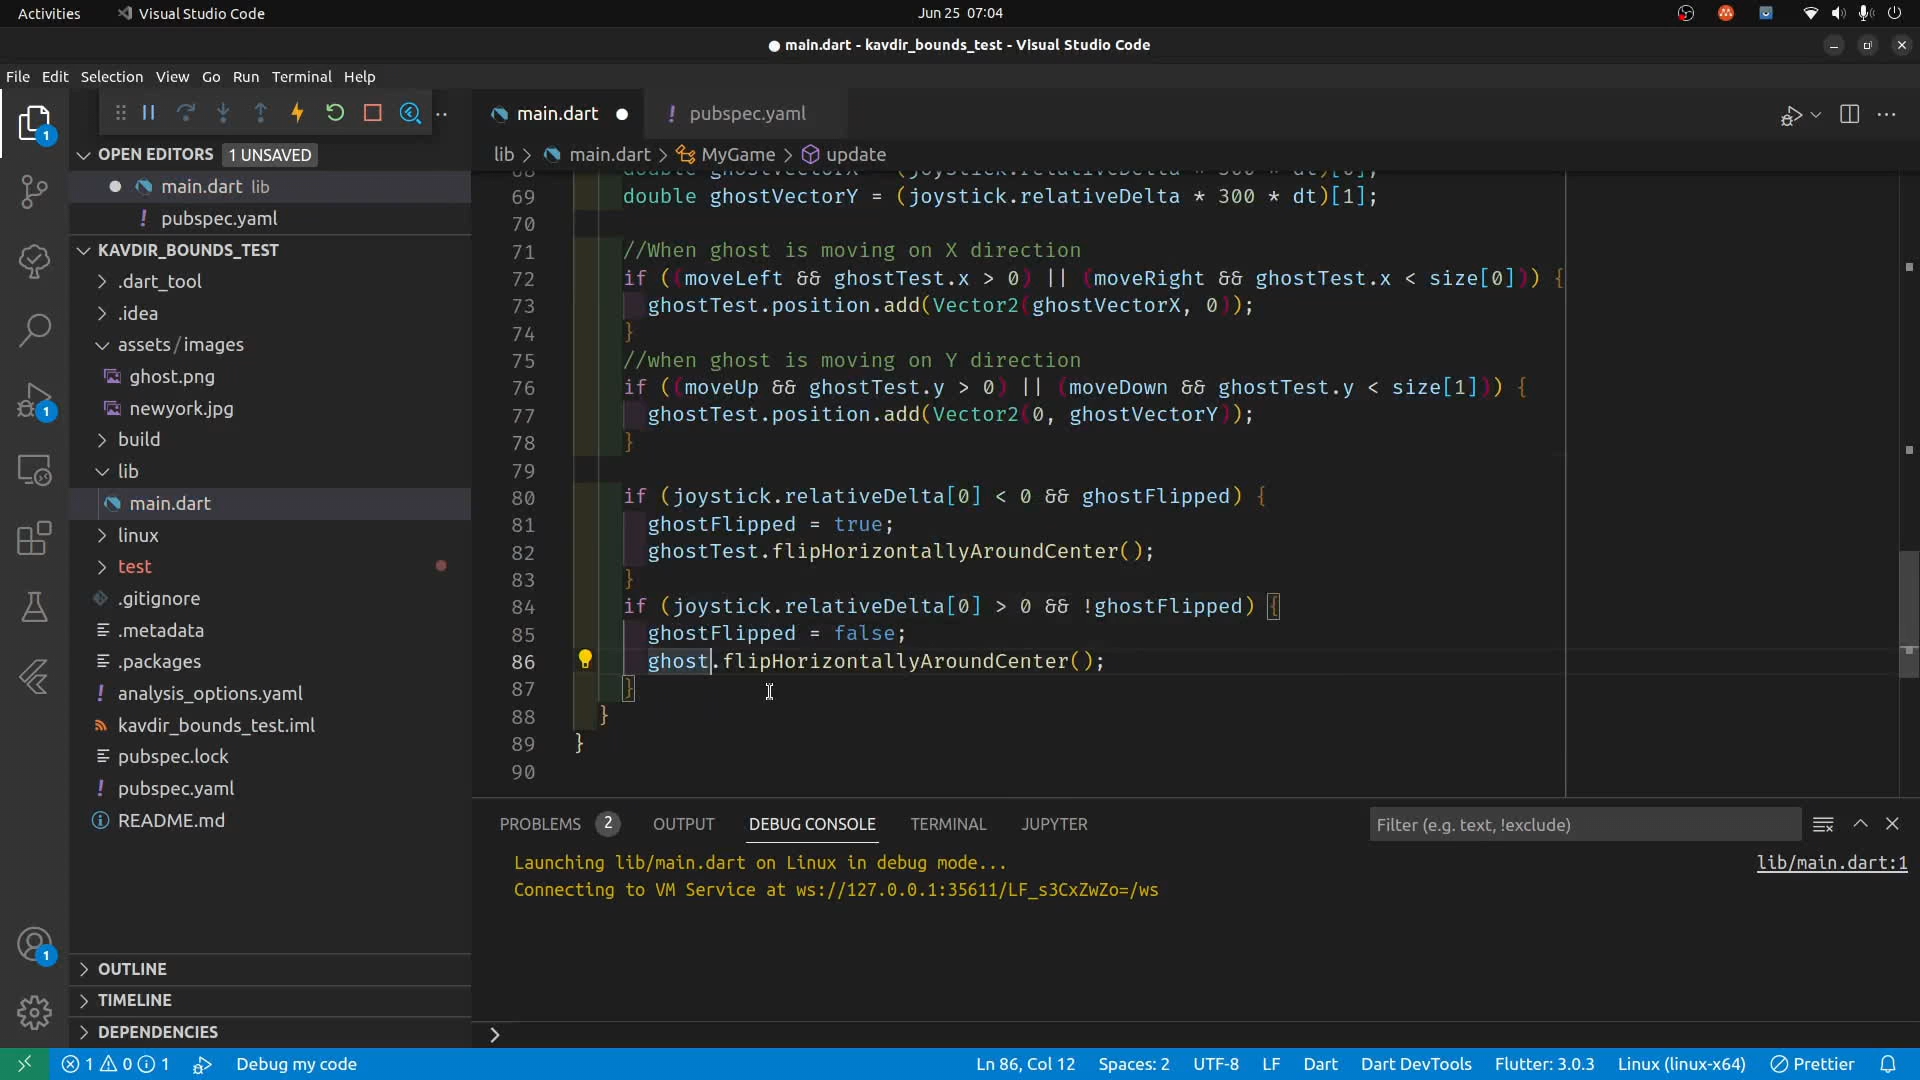 Activities
Visual Studio Code
Jun 25 07:04
main.dart - kavdir_bounds_test - Visual Studio Code
File Edit Selection View Go Run Terminal Help
main.dart
pubspec.yaml
lib > main.dart > MyGame > update
OPEN EDITORS 1 UNSAVED
main.dart lib
pubspec.yaml
KAVDIR_BOUNDS_TEST
.dart_tool
.idea
assets/images
ghost.png
newyork.jpg
build
lib
main.dart
linux
test
.gitignore
.metadata
.packages
analysis_options.yaml
kavdir_bounds_test.iml
pubspec.lock
pubspec.yaml
README.md
OUTLINE
TIMELINE
DEPENDENCIES
1
1
1
68 double ghostVectorX = (joystick.relativeDelta * 300 * dt)[0];
69 double ghostVectorY = (joystick.relativeDelta * 300 * dt)[1];
70
71 //When ghost is moving on X direction
72 if ((moveLeft && ghostTest.x > 0) || (moveRight && ghostTest.x < size[0])) {
73 ghostTest.position.add(Vector2(ghostVectorX, 0));
74 }
75 //when ghost is moving on Y direction
76 if ((moveUp && ghostTest.y > 0) || (moveDown && ghostTest.y < size[1])) {
77 ghostTest.position.add(Vector2(0, ghostVectorY));
78 }
79
80 if (joystick.relativeDelta[0] < 0 && ghostFlipped) {
81 ghostFlipped = true;
82 ghostTest.flipHorizontallyAroundCenter();
83 }
84 if (joystick.relativeDelta[0] > 0 && !ghostFlipped) {
85 ghostFlipped = false;
86 ghost.flipHorizontallyAroundCenter();
87 }
88 }
89 }
90
PROBLEMS 2 OUTPUT DEBUG CONSOLE TERMINAL JUPYTER
Filter (e.g. text, !exclude)
Launching lib/main.dart on Linux in debug mode...
lib/main.dart:1
Connecting to VM Service at ws://127.0.0.1:35611/LF_s3CxZwZo=/ws
1 0 1 Debug my code
Ln 86, Col 12 Spaces: 2 UTF-8 LF Dart Dart DevTools Flutter: 3.0.3 Linux (linux-x64) Prettier